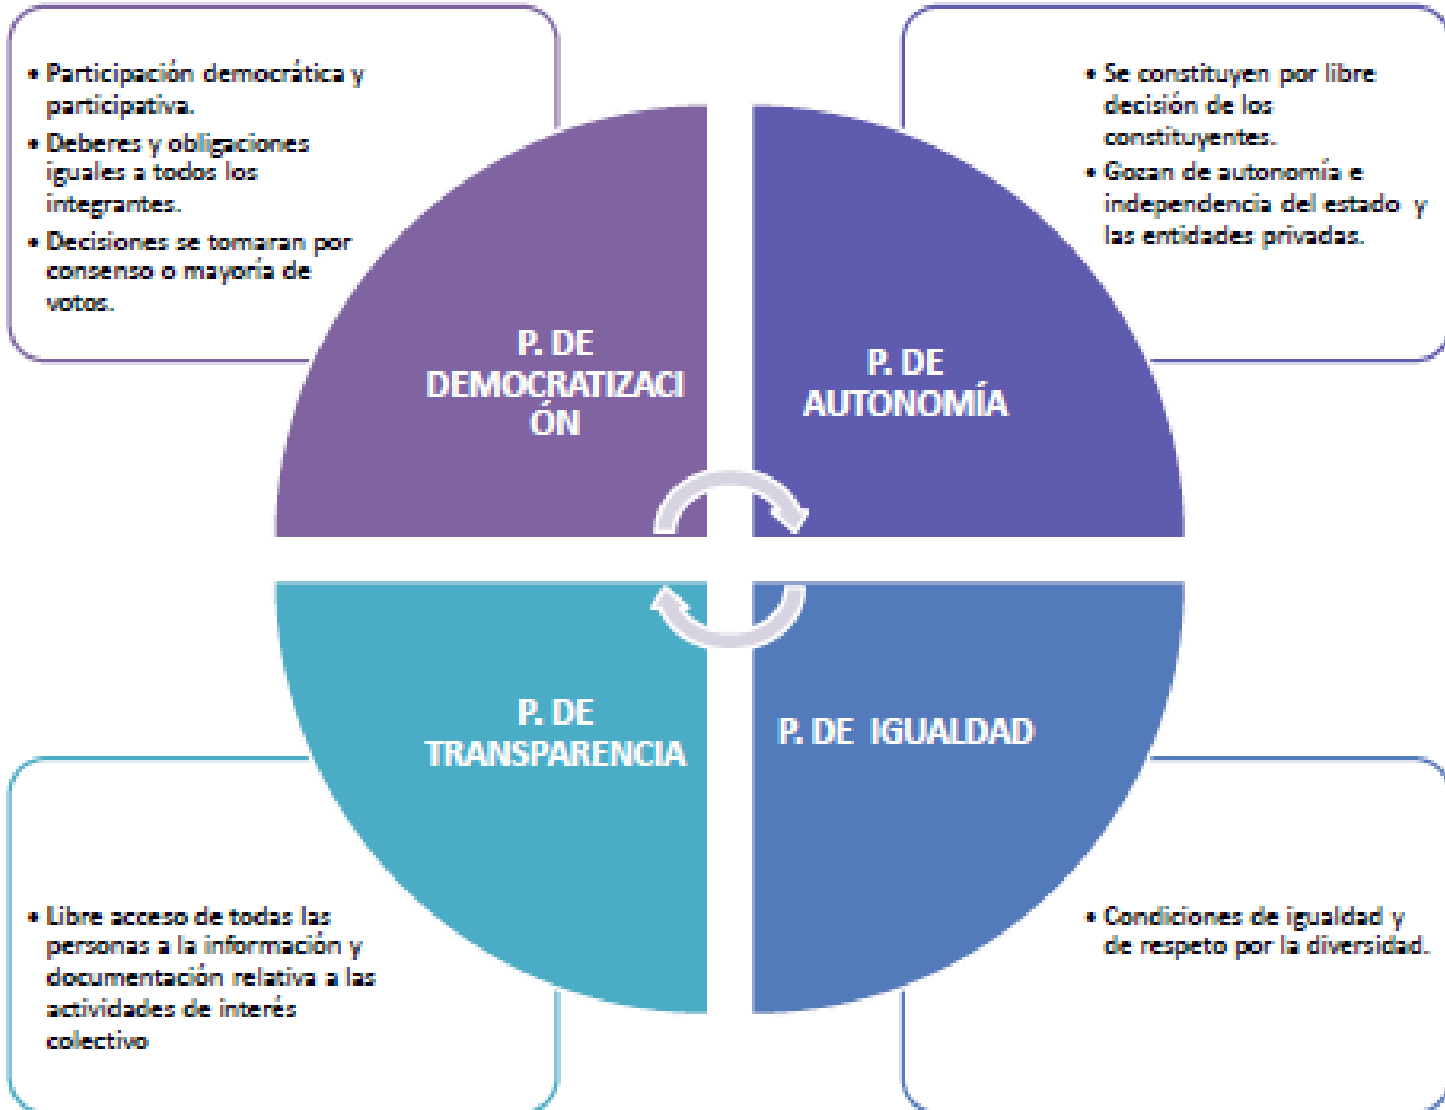 • Participación democrática y
participativa.
• Deberes y obligaciones
iguales a todos los
integrantes.
• Decisiones se tomaran por
consenso o mayoría de
votos.
• Se constituyen por libre
decisión de los
constituyentes.
• Gozan de autonomía e
independencia del estado y
las entidades privadas.
P. DE
DEMOCRATIZACI
ÓN
P. DE
AUTONOMÍA
P. DE
TRANSPARENCIA
P. DE IGUALDAD
• Libre acceso de todas las
personas a la información y
documentación relativa a las
actividades de interés
colectivo
• Condiciones de igualdad y
de respeto por la diversidad.